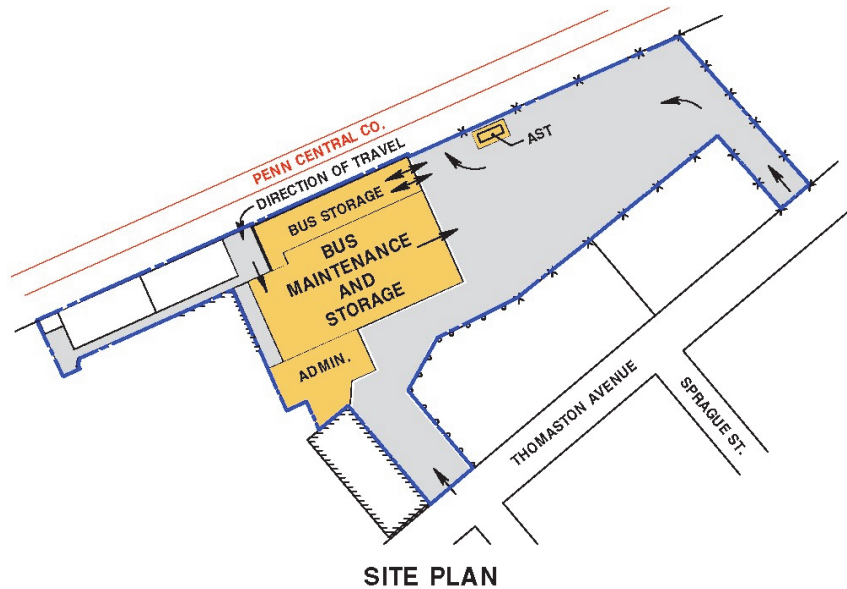 PENN CENTRAL CO.
DIRECTION OF TRAVEL
AST
BUS STORAGE
BUS
MAINTENANCE
AND
STORAGE
ADMIN.
THOMASTON AVENUE
SPRAGUE ST.
SITE PLAN